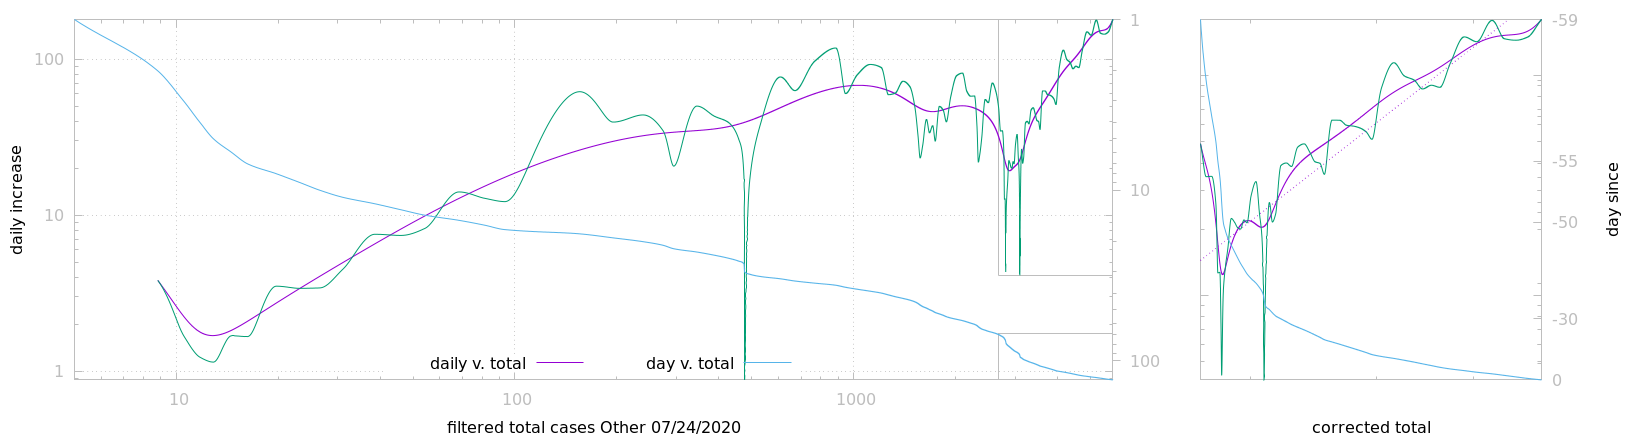 1
-59
100
daily increase
10
-55
10
-50
day since
-30
1
daily v. total
day v. total
100
0
10
100
1000
filtered total cases Other 07/24/2020
corrected total